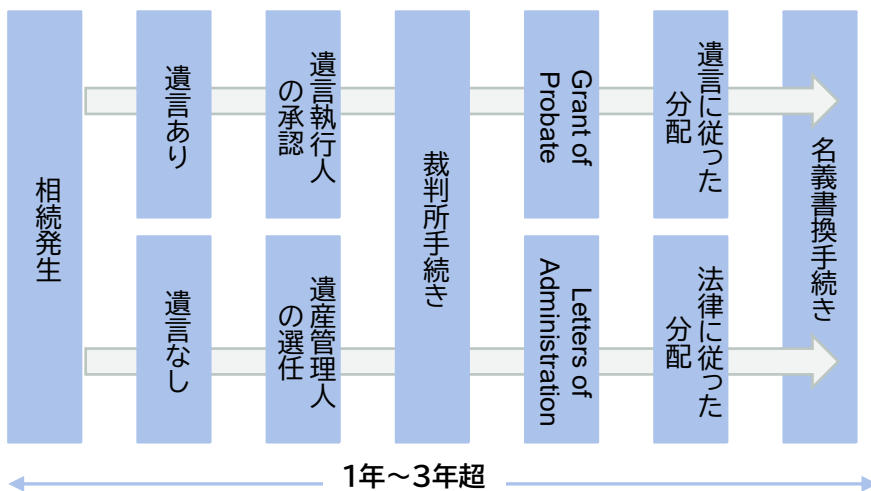 相続発生
遺言あり
遺言執行人
の承認
遺言なし
遺産管理人
の選任
裁判所手続き
Grant of
Probate
遺言に従った
分配
Letters of
Administration
法律に従った
分配
名義書換手続き
1年～3年超